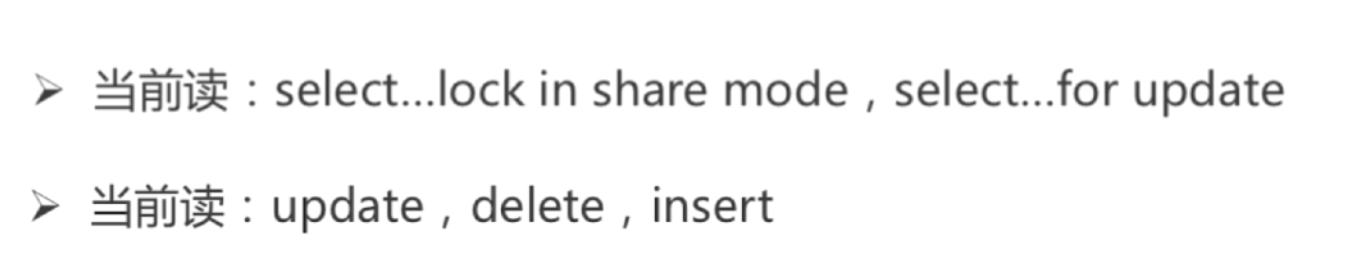 ➢ 当前读：select...lock in share mode，select...for update
➢ 当前读：update，delete，insert